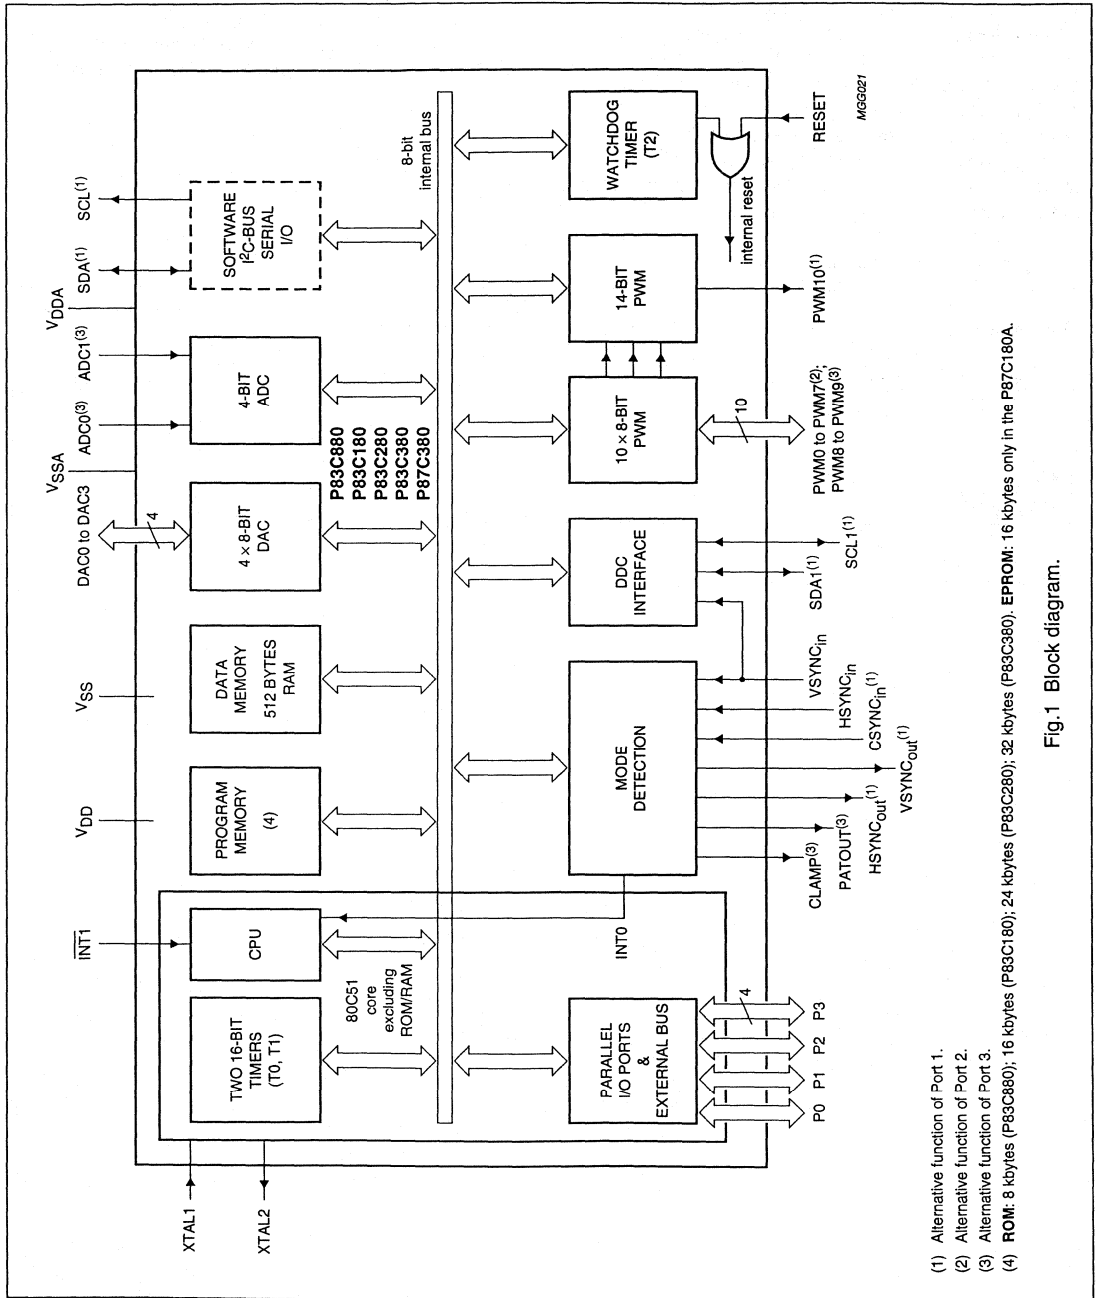 XTAL1
XTAL2
INT1
VDD
VSS
DAC0 to DAC3
4
VSSA
ADC0(3)
ADC1(3)
VDDA
SDA(1)
SCL(1)
TWO 16-BIT
TIMERS
(T0, T1)
CPU
PROGRAM
MEMORY
(4)
DATA
MEMORY
512 BYTES
RAM
4 × 8-BIT
DAC
4-BIT
ADC
SOFTWARE
I2C-BUS
SERIAL
I/O
80C51
core
excluding
ROM/RAM
P83C880
P83C180
P83C280
P83C380
P87C380
8-bit
internal bus
PARALLEL
I/O PORTS
&
EXTERNAL BUS
INT0
MODE
DETECTION
DDC
INTERFACE
10 × 8-BIT
PWM
14-BIT
PWM
WATCHDOG
TIMER
(T2)
internal reset
4
P0
P1
P2
P3
CLAMP(3)
PATOUT(3)
HSYNCout(1)
VSYNCout(1)
CSYNCin(1)
HSYNCin
VSYNCin
SDA1(1)
SCL1(1)
10
PWM0 to PWM7(2);
PWM8 to PWM9(3)
PWM10(1)
RESET
MGG021
(1) Alternative function of Port 1.
(2) Alternative function of Port 2.
(3) Alternative function of Port 3.
(4) ROM: 8 kbytes (P83C880); 16 kbytes (P83C180); 24 kbytes (P83C280); 32 kbytes (P83C380). EPROM: 16 kbytes only in the P87C180A.
Fig.1 Block diagram.